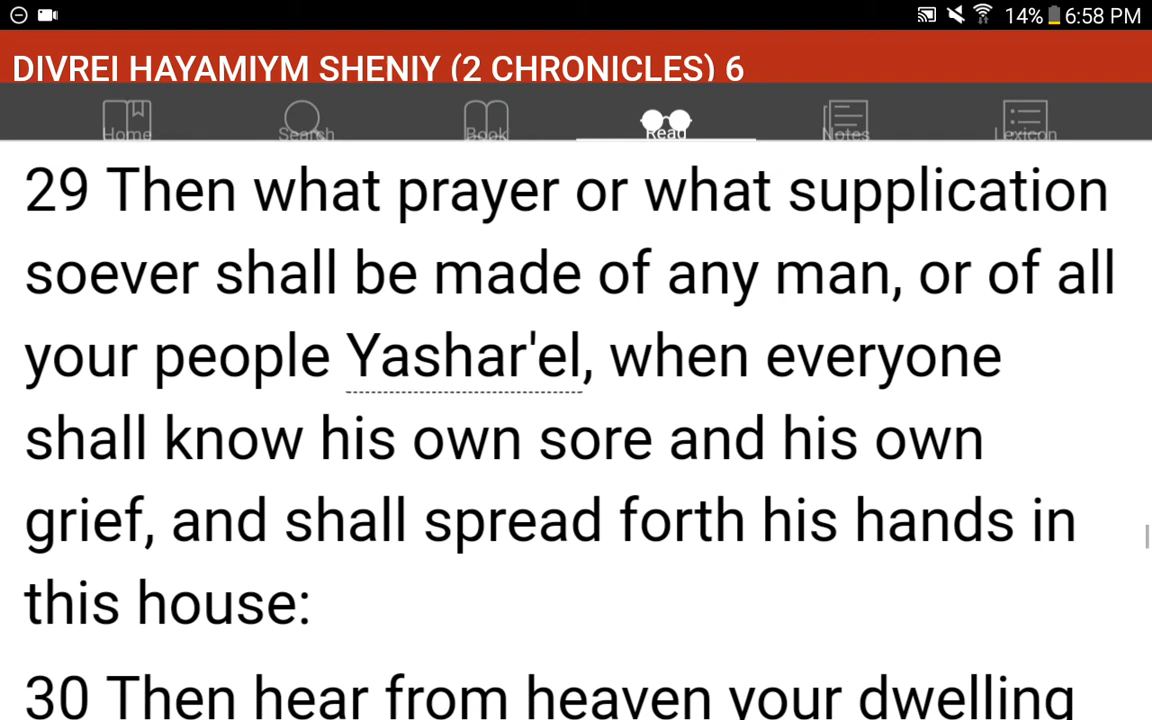 14% 6:58 PM
DIVREI HAYAMIYM SHENIY (2 CHRONICLES) 6
Home Search Book Read Notes Lexicon
29 Then what prayer or what supplication
soever shall be made of any man, or of all
your people Yashar'el, when everyone
shall know his own sore and his own
grief, and shall spread forth his hands in
this house:
30 Then hear from heaven your dwelling